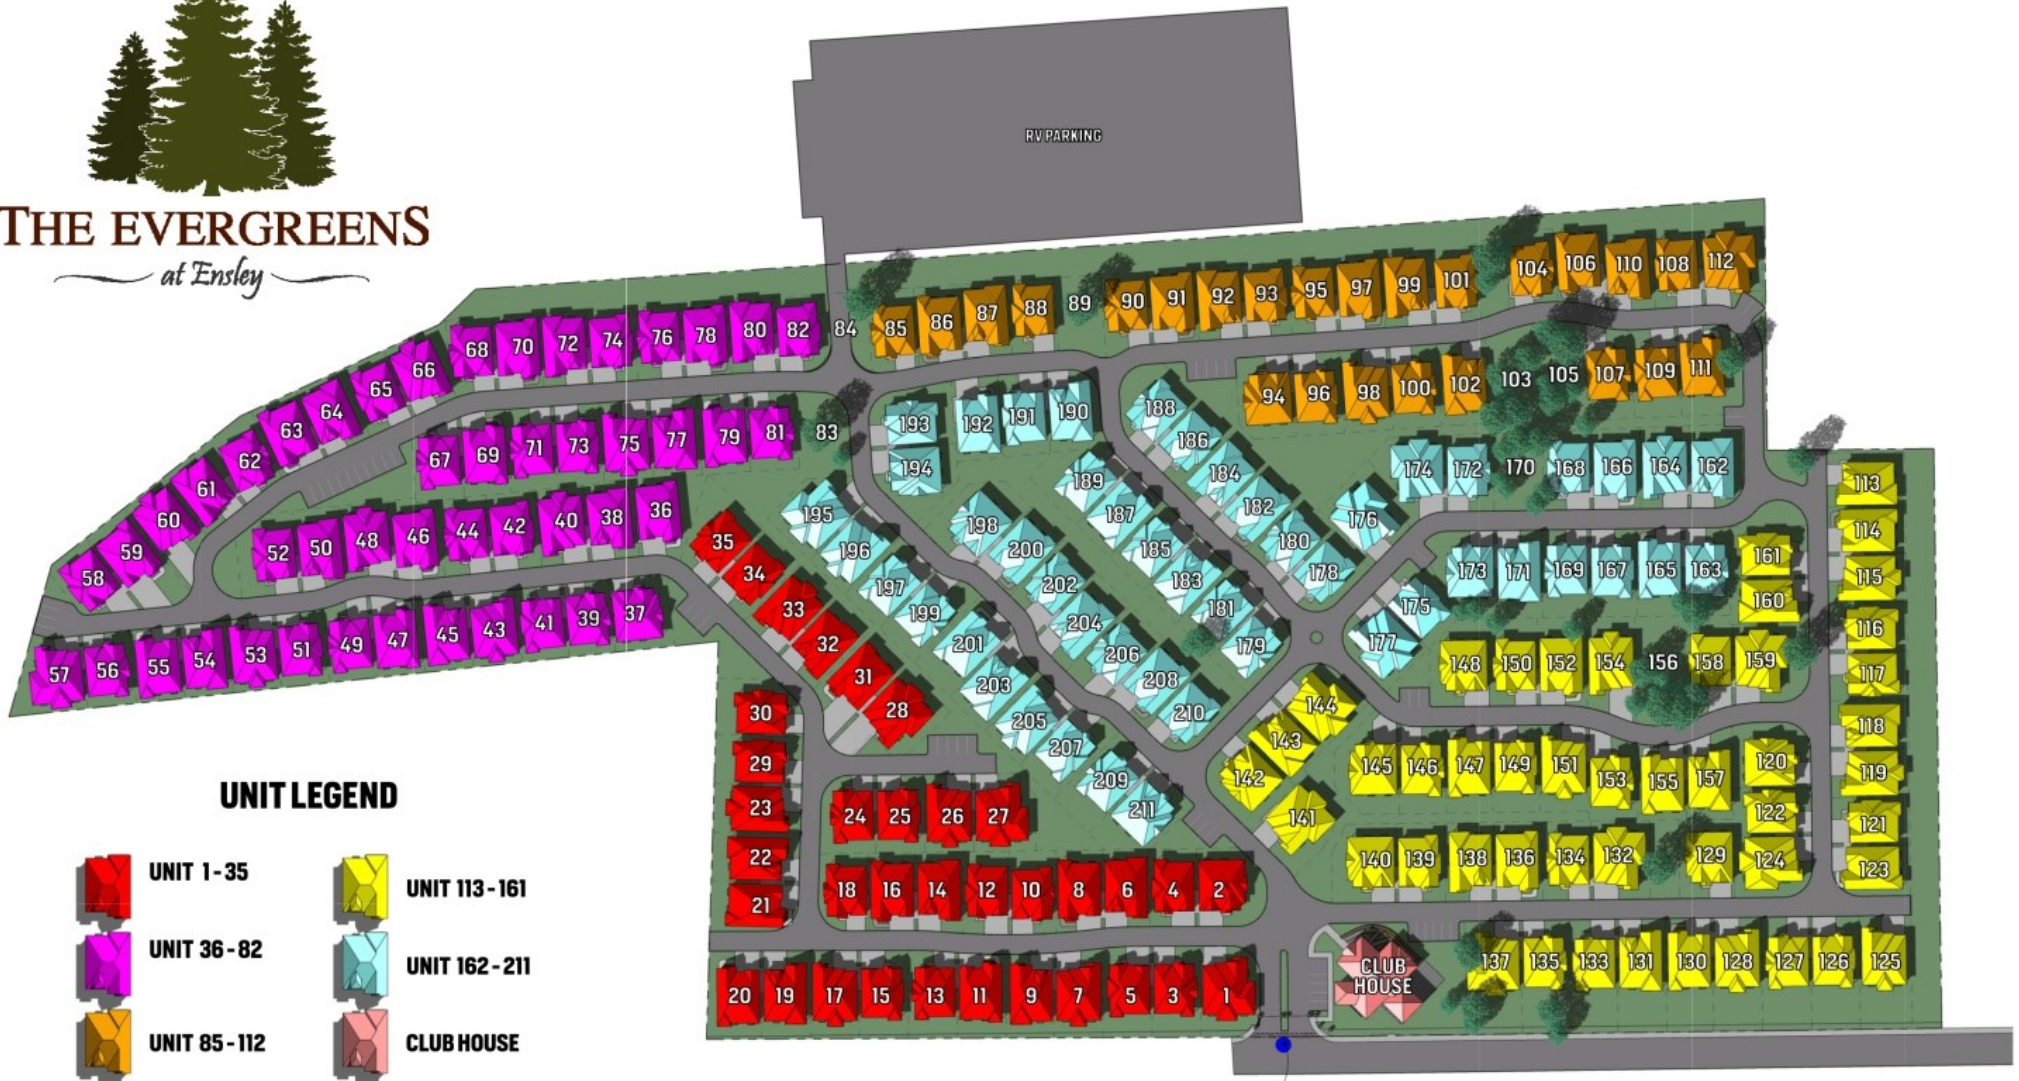 THE EVERGREENS
at Ensley
RV PARKING
104 106 110 108 112
85 86 87 88 89 90 91 92 93 95 97 99 101
68 70 72 74 76 78 80 82 84
58 59 60 61 62 63 64 65 66
94 96 98 100 102 103 105 107 109 111
67 69 71 73 75 77 79 81 83
193 192 191 190
194
188 186 184 182 180 178
176 174 172 170 168 166 164 162
52 50 48 46 44 42 40 38 36
189 187 185 183 181 179
198 200 202 204 206 208 210
195 196 197 199 201 203 205 207 209 211
35 34 33 32 31 28
173 171 169 167 165 163 161
160
175
177
113
114
115
116
117
118
119
121
123
57 56 55 54 53 51 49 47 45 43 41 39 37
148 150 152 154 156 158 159
144
143
142
141
145 146 147 149 151 153 155 157 120
122
124
140 139 138 136 134 132 129
30
29
23
22
21
24 25 26 27
18 16 14 12 10 8 6 4 2
20 19 17 15 13 11 9 7 5 3 1
CLUB
HOUSE
137 135 133 131 130 128 127 126 125
UNIT LEGEND
UNIT 1-35
UNIT 36-82
UNIT 85-112
UNIT 113-161
UNIT 162-211
CLUB HOUSE